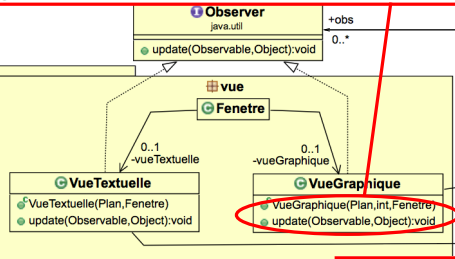 Observer
java.util
update(Observable,Object):void
+obs
0..*
vue
Fenetre
0..1
-vueTextuelle
0..1
-vueGraphique
C VueTextuelle
c VueTextuelle(Plan,Fenetre)
update(Observable,Object):void
C VueGraphique
c VueGraphique(Plan,int,Fenetre)
update(Observable,Object):void